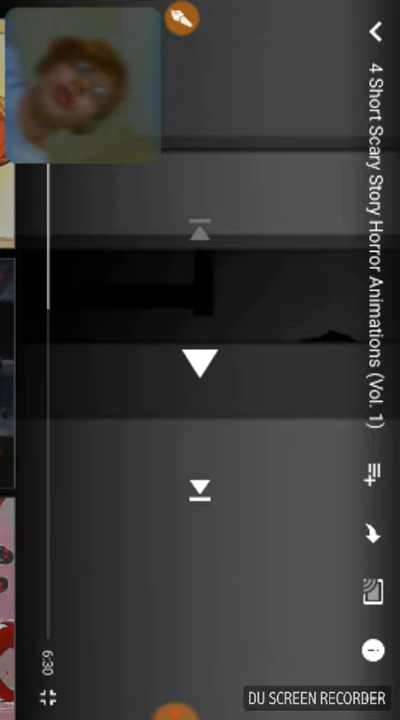 4 Short Scary Story Horror Animations (Vol. 1)
6:30
DU SCREEN RECORDER